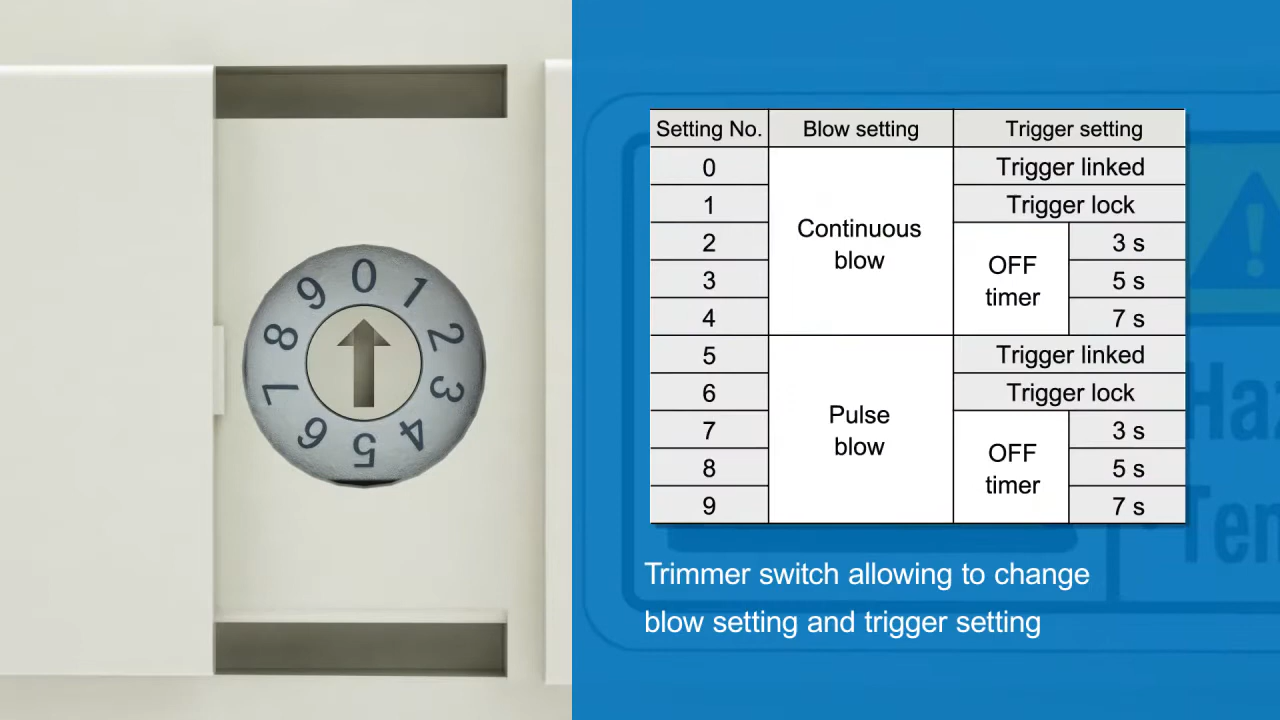 0
1
2
3
4
5
6
7
8
9
Setting No. Blow setting Trigger setting
0 Trigger linked
1 Trigger lock
Continuous
blow
2 3 s
OFF
timer
3 5 s
4 7 s
5 Trigger linked
6 Trigger lock
Pulse
blow
7 3 s
OFF
timer
8 5 s
9 7 s
Trimmer switch allowing to change
blow setting and trigger setting
Haz
Ten